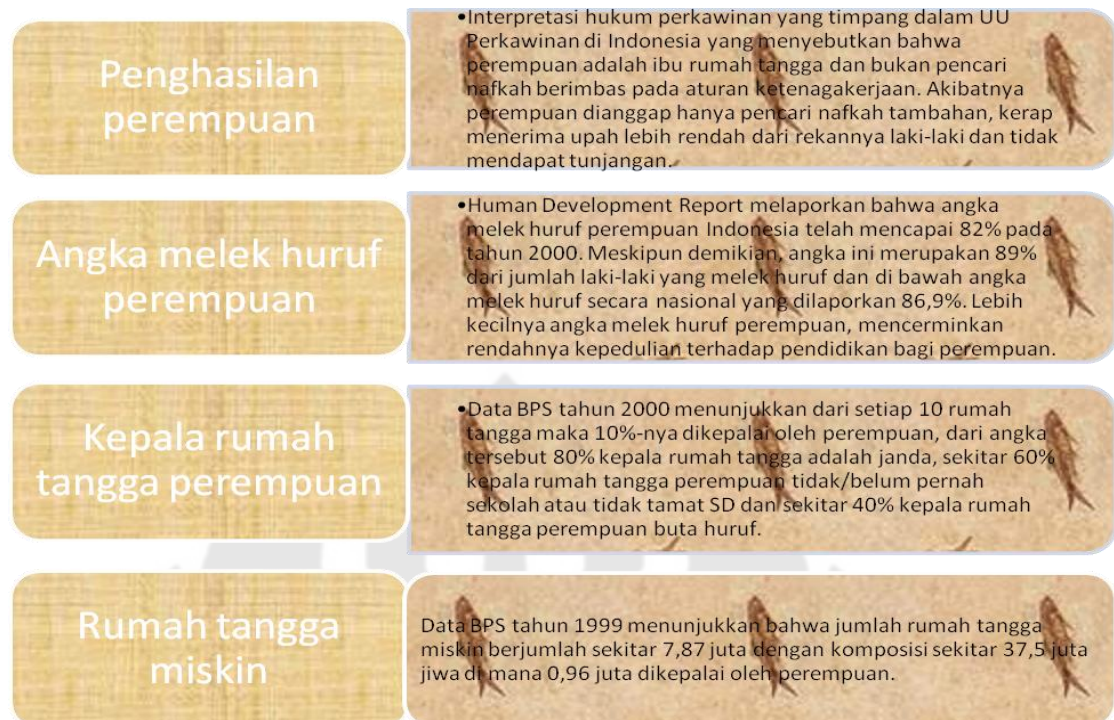 Penghasilan
perempuan
•Interpretasi hukum perkawinan yang timpang dalam UU
Perkawinan di Indonesia yang menyebutkan bahwa
perempuan adalah ibu rumah tangga dan bukan pencari
nafkah berimbas pada aturan ketenagakerjaan. Akibatnya
perempuan dianggap hanya pencari nafkah tambahan, kerap
menerima upah lebih rendah dari rekannya laki-laki dan tidak
mendapat tunjangan.
Angka melek huruf
perempuan
•Human Development Report melaporkan bahwa angka
melek huruf perempuan Indonesia telah mencapai 82% pada
tahun 2000. Meskipun demikian, angka ini merupakan 89%
dari jumlah laki-laki yang melek huruf dan di bawah angka
melek huruf secara nasional yang dilaporkan 86,9%. Lebih
kecilnya angka melek huruf perempuan, mencerminkan
rendahnya kepedulian terhadap pendidikan bagi perempuan.
Kepala rumah
tangga perempuan
•Data BPS tahun 2000 menunjukkan dari setiap 10 rumah
tangga maka 10%-nya dikepalai oleh perempuan, dari angka
tersebut 80% kepala rumah tangga adalah janda, sekitar 60%
kepala rumah tangga perempuan tidak/belum pernah
sekolah atau tidak tamat SD dan sekitar 40% kepala rumah
tangga perempuan buta huruf.
Rumah tangga
miskin
Data BPS tahun 1999 menunjukkan bahwa jumlah rumah tangga
miskin berjumlah sekitar 7,87 juta dengan komposisi sekitar 37,5 juta
jiwa di mana 0,96 juta dikepalai oleh perempuan.